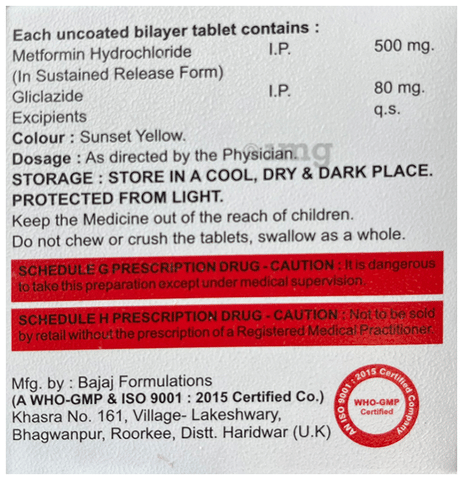 Each uncoated bilayer tablet contains :
Metformin Hydrochloride I.P. 500 mg.
(In Sustained Release Form)
Gliclazide I.P. 80 mg.
Excipients q.s.
Colour : Sunset Yellow.
Dosage : As directed by the Physician.
STORAGE : STORE IN A COOL, DRY & DARK PLACE.
PROTECTED FROM LIGHT.
Keep the Medicine out of the reach of children.
Do not chew or crush the tablets, swallow as a whole.
SCHEDULE G PRESCRIPTION DRUG - CAUTION : It is dangerous
to take this preparation except under medical supervision.
SCHEDULE H PRESCRIPTION DRUG - CAUTION : Not to be sold
by retail without the prescription of a Registered Medical Practitioner.
Mfg. by : Bajaj Formulations
(A WHO-GMP & ISO 9001 : 2015 Certified Co.)
Khasra No. 161, Village- Lakeshwary,
Bhagwanpur, Roorkee, Distt. Haridwar (U.K)
AN ISO 9001 : 2015 Certified Company
WHO-GMP
Certified